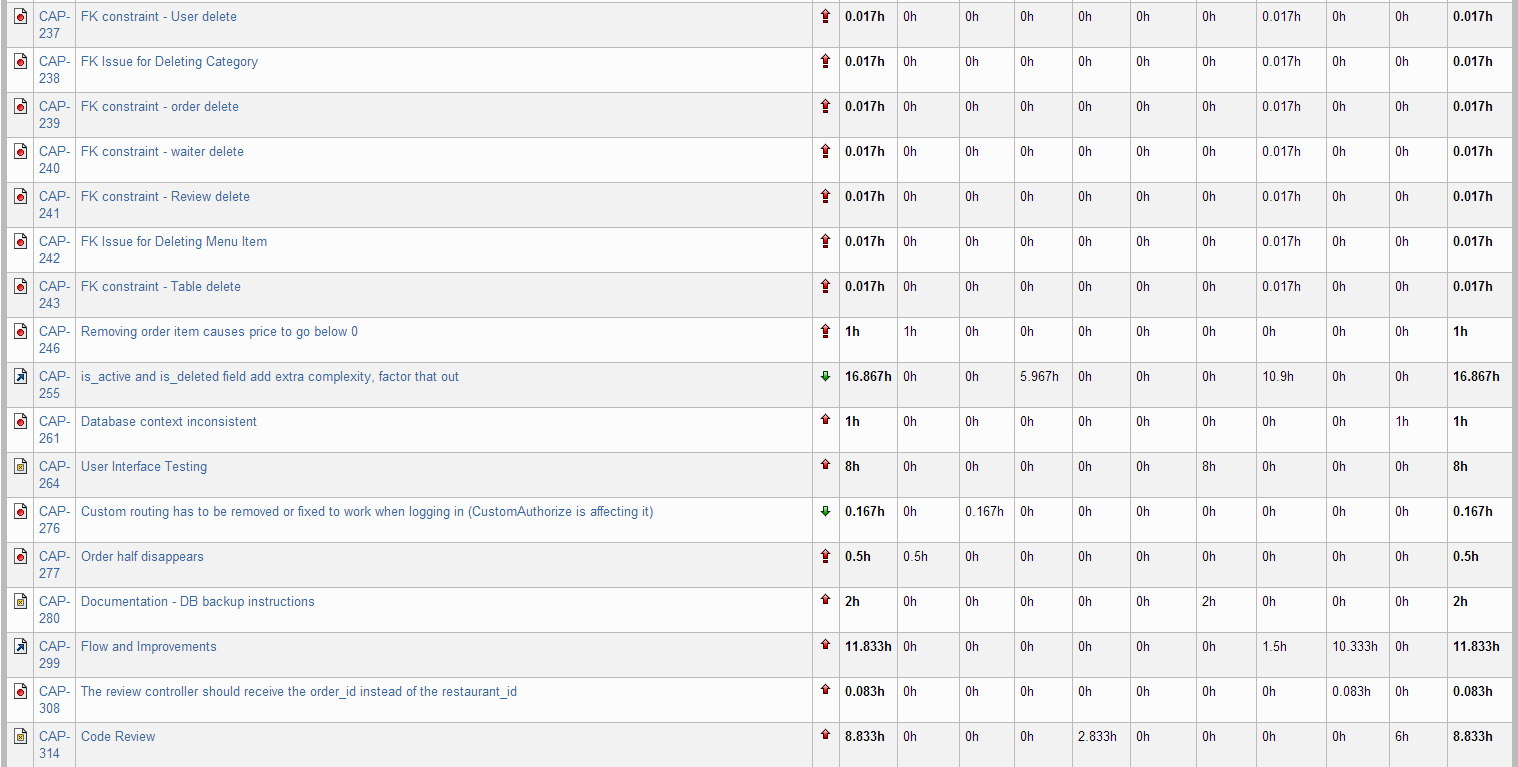 CAP- FK constraint - User delete 0.017h 0h 0h 0h 0h 0h 0h 0.017h 0h 0h 0.017h
237
CAP- FK Issue for Deleting Category 0.017h 0h 0h 0h 0h 0h 0h 0.017h 0h 0h 0.017h
238
CAP- FK constraint - order delete 0.017h 0h 0h 0h 0h 0h 0h 0.017h 0h 0h 0.017h
239
CAP- FK constraint - waiter delete 0.017h 0h 0h 0h 0h 0h 0h 0.017h 0h 0h 0.017h
240
CAP- FK constraint - Review delete 0.017h 0h 0h 0h 0h 0h 0h 0.017h 0h 0h 0.017h
241
CAP- FK Issue for Deleting Menu Item 0.017h 0h 0h 0h 0h 0h 0h 0.017h 0h 0h 0.017h
242
CAP- FK constraint - Table delete 0.017h 0h 0h 0h 0h 0h 0h 0.017h 0h 0h 0.017h
243
CAP- Removing order item causes price to go below 0 1h 1h 0h 0h 0h 0h 0h 0h 0h 0h 1h
246
CAP- is_active and is_deleted field add extra complexity, factor that out 16.867h 0h 0h 5.967h 0h 0h 0h 10.9h 0h 0h 16.867h
255
CAP- Database context inconsistent 1h 0h 0h 0h 0h 0h 0h 0h 0h 1h 1h
261
CAP- User Interface Testing 8h 0h 0h 0h 0h 0h 8h 0h 0h 0h 8h
264
CAP- Custom routing has to be removed or fixed to work when logging in (CustomAuthorize is affecting it) 0.167h 0h 0.167h 0h 0h 0h 0h 0h 0h 0h 0.167h
276
CAP- Order half disappears 0.5h 0.5h 0h 0h 0h 0h 0h 0h 0h 0h 0.5h
277
CAP- Documentation - DB backup instructions 2h 0h 0h 0h 0h 0h 2h 0h 0h 0h 2h
280
CAP- Flow and Improvements 11.833h 0h 0h 0h 0h 0h 0h 1.5h 10.333h 0h 11.833h
299
CAP- The review controller should receive the order_id instead of the restaurant_id 0.083h 0h 0h 0h 0h 0h 0h 0h 0.083h 0h 0.083h
308
CAP- Code Review 8.833h 0h 0h 0h 2.833h 0h 0h 0h 0h 6h 8.833h
314